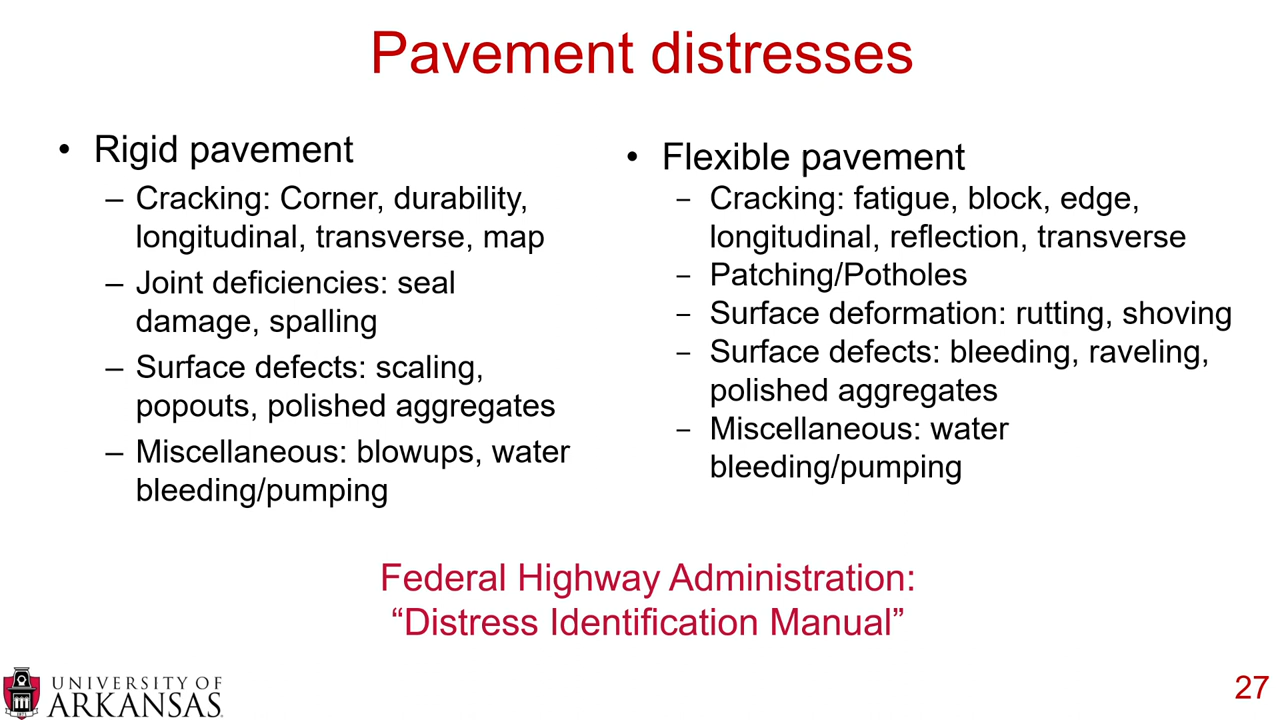 Pavement distresses
• Rigid pavement
– Cracking: Corner, durability,
longitudinal, transverse, map
– Joint deficiencies: seal
damage, spalling
– Surface defects: scaling,
popouts, polished aggregates
– Miscellaneous: blowups, water
bleeding/pumping
• Flexible pavement
– Cracking: fatigue, block, edge,
longitudinal, reflection, transverse
– Patching/Potholes
– Surface deformation: rutting, shoving
– Surface defects: bleeding, raveling,
polished aggregates
– Miscellaneous: water
bleeding/pumping
Federal Highway Administration:
“Distress Identification Manual”
UNIVERSITY OF
ARKANSAS
27